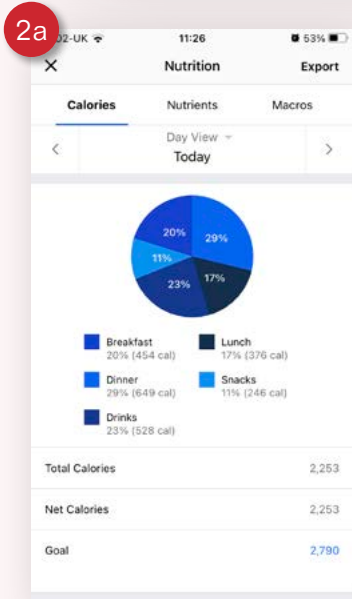 2a
O2-UK 11:26 53%
Nutrition Export
Calories Nutrients Macros
Day View
Today
20% 29%
11%
23% 17%
Breakfast Lunch
20% (454 cal) 17% (376 cal)
Dinner Snacks
29% (649 cal) 11% (246 cal)
Drinks
23% (528 cal)
Total Calories 2,253
Net Calories 2,253
Goal 2,790